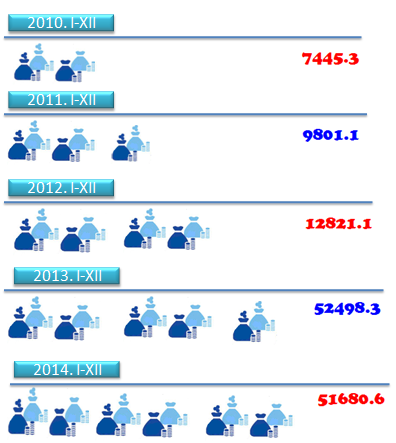 2010. I-XII
7445.3
2011. I-XII
9801.1
2012. I-XII
12821.1
2013. I-XII
52498.3
2014. I-XII
51680.6